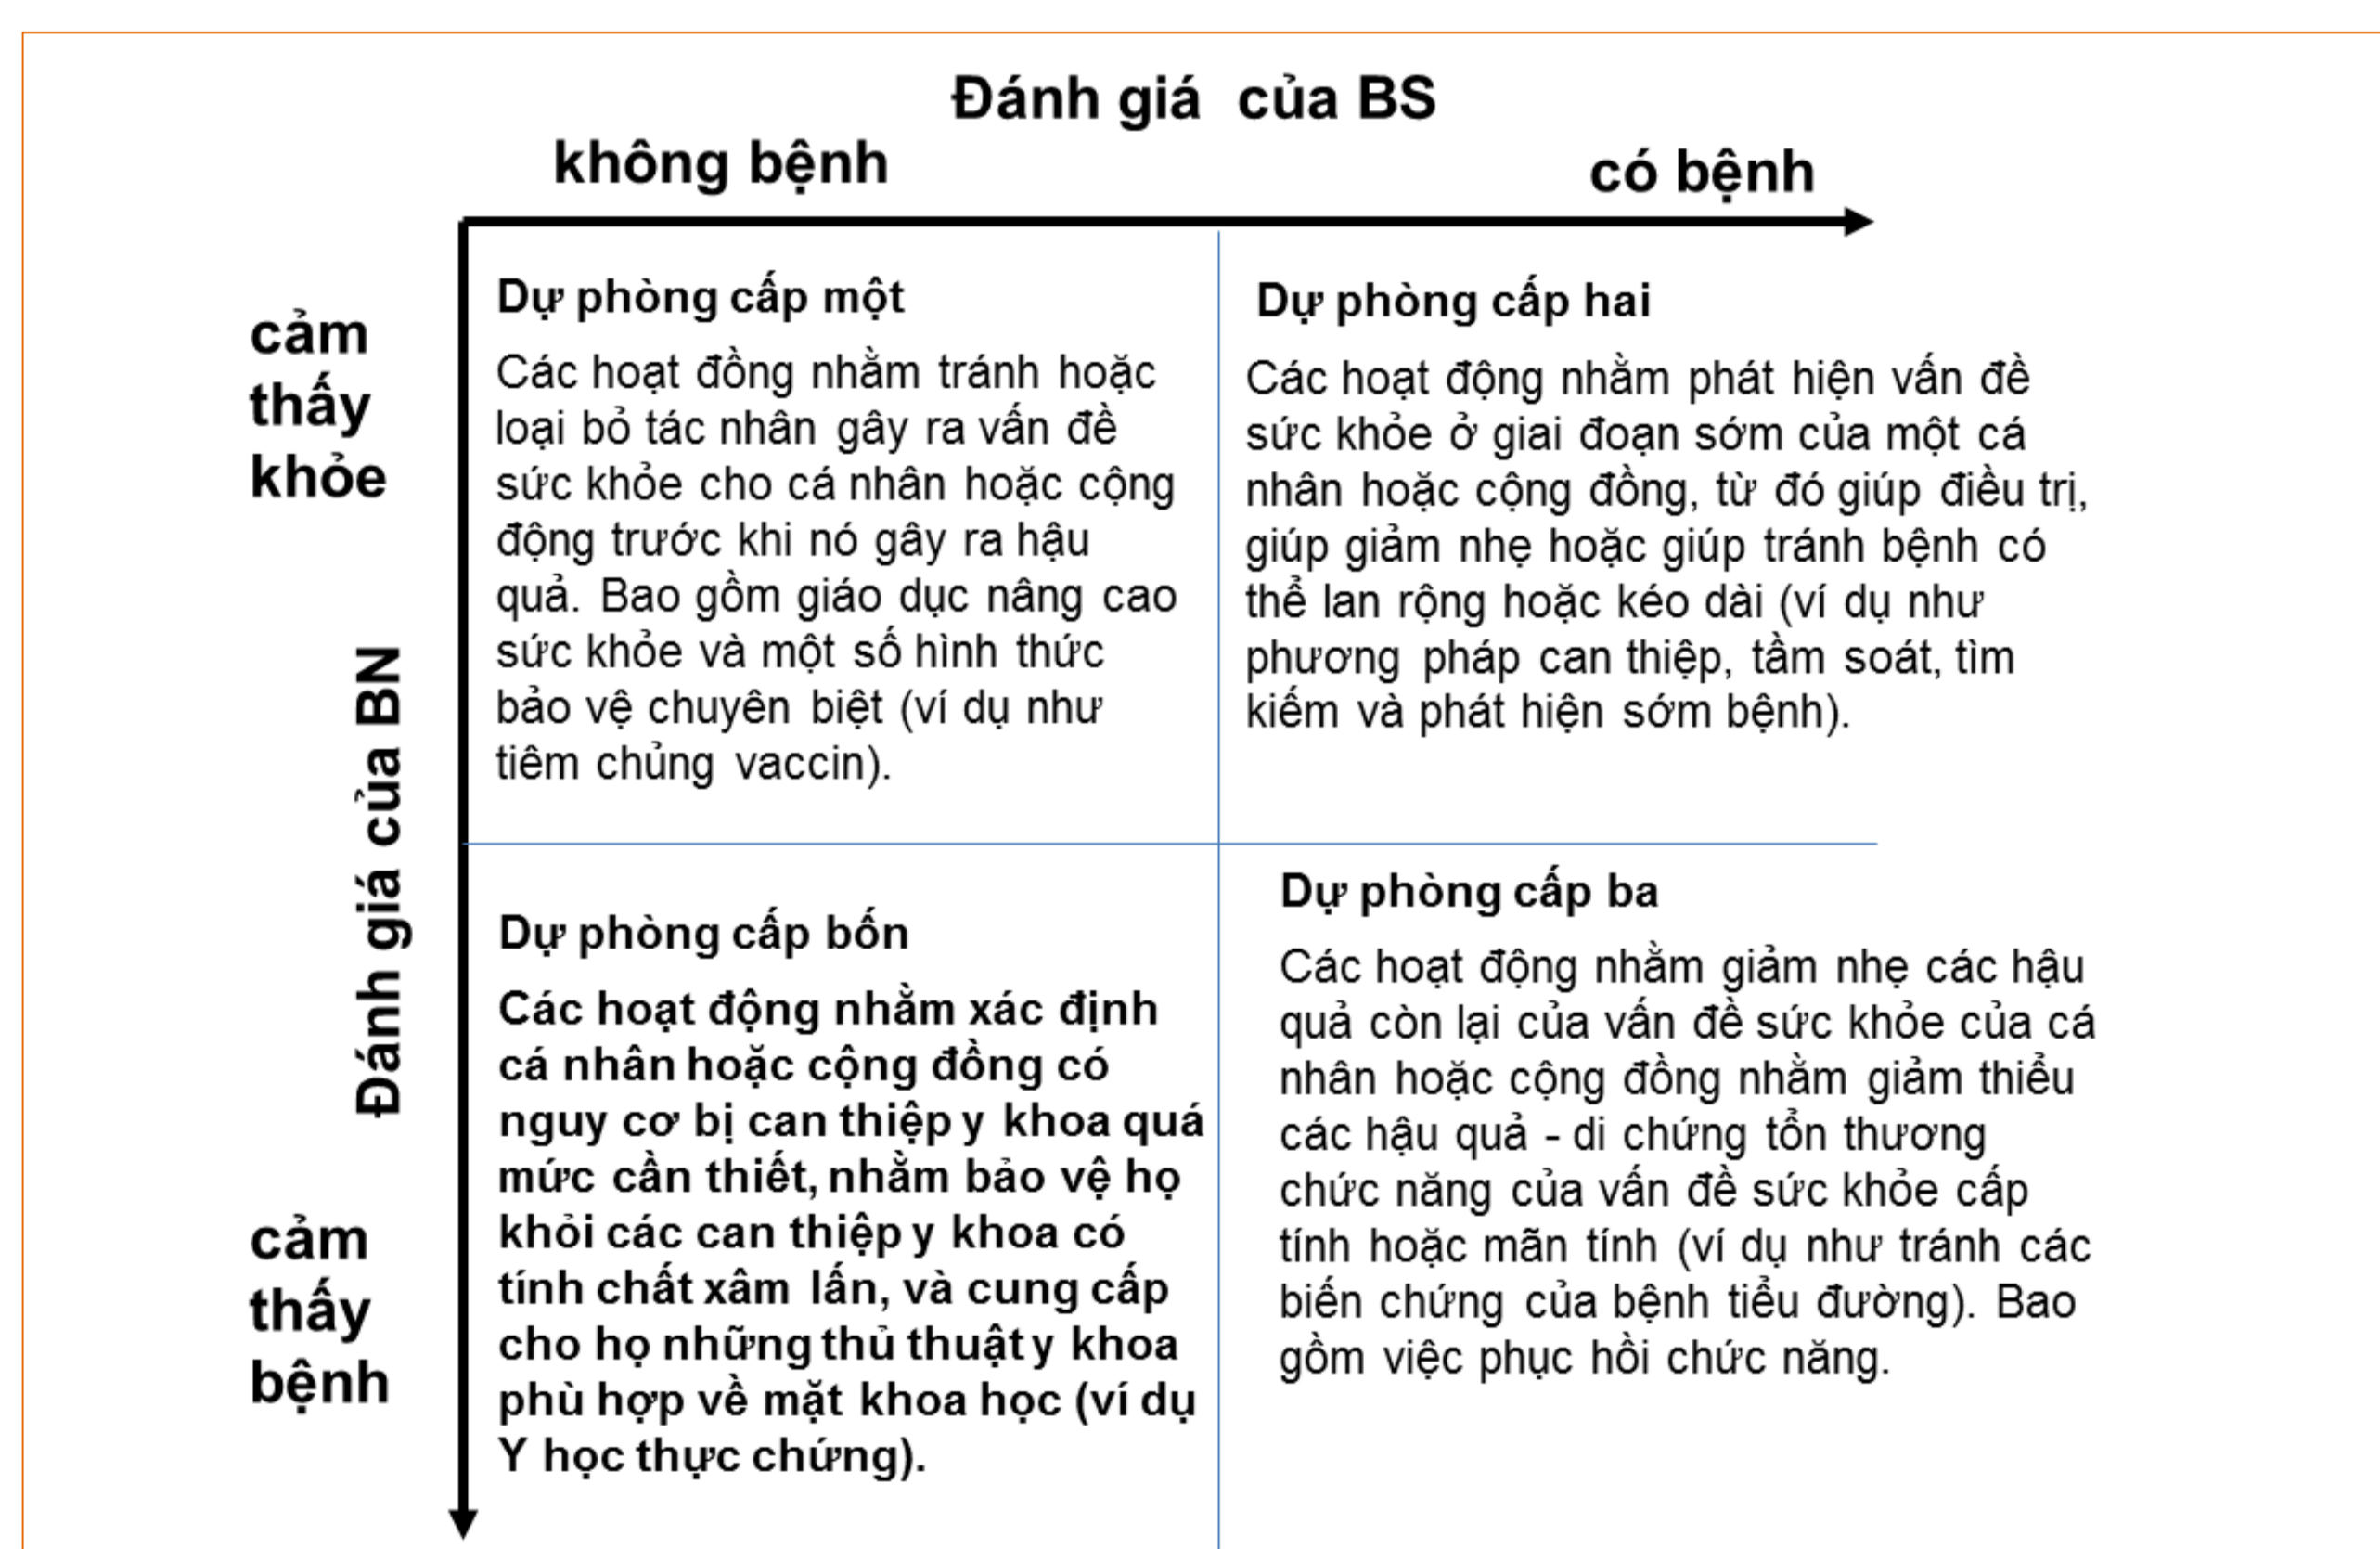 Đánh giá của BS
không bệnh
có bệnh
cảm
thấy
khỏe
Dự phòng cấp một
Các hoạt đồng nhằm tránh hoặc
loại bỏ tác nhân gây ra vấn đề
sức khỏe cho cá nhân hoặc cộng
động trước khi nó gây ra hậu
quả. Bao gồm giáo dục nâng cao
sức khỏe và một số hình thức
bảo vệ chuyên biệt (ví dụ như
tiêm chủng vaccin).
Dự phòng cấp hai
Các hoạt động nhằm phát hiện vấn đề
sức khỏe ở giai đoạn sớm của một cá
nhân hoặc cộng đồng, từ đó giúp điều trị,
giúp giảm nhẹ hoặc giúp tránh bệnh có
thể lan rộng hoặc kéo dài (ví dụ như
phương pháp can thiệp, tầm soát, tìm
kiếm và phát hiện sớm bệnh).
Đánh giá của BN
cảm
thấy
bệnh
Dự phòng cấp bốn
Các hoạt động nhằm xác định
cá nhân hoặc cộng đồng có
nguy cơ bị can thiệp y khoa quá
mức cần thiết, nhằm bảo vệ họ
khỏi các can thiệp y khoa có
tính chất xâm lấn, và cung cấp
cho họ những thủ thuật y khoa
phù hợp về mặt khoa học (ví dụ
Y học thực chứng).
Dự phòng cấp ba
Các hoạt động nhằm giảm nhẹ các hậu
quả còn lại của vấn đề sức khỏe của cá
nhân hoặc cộng đồng nhằm giảm thiểu
các hậu quả - di chứng tổn thương
chức năng của vấn đề sức khỏe cấp
tính hoặc mãn tính (ví dụ như tránh các
biến chứng của bệnh tiểu đường). Bao
gồm việc phục hồi chức năng.